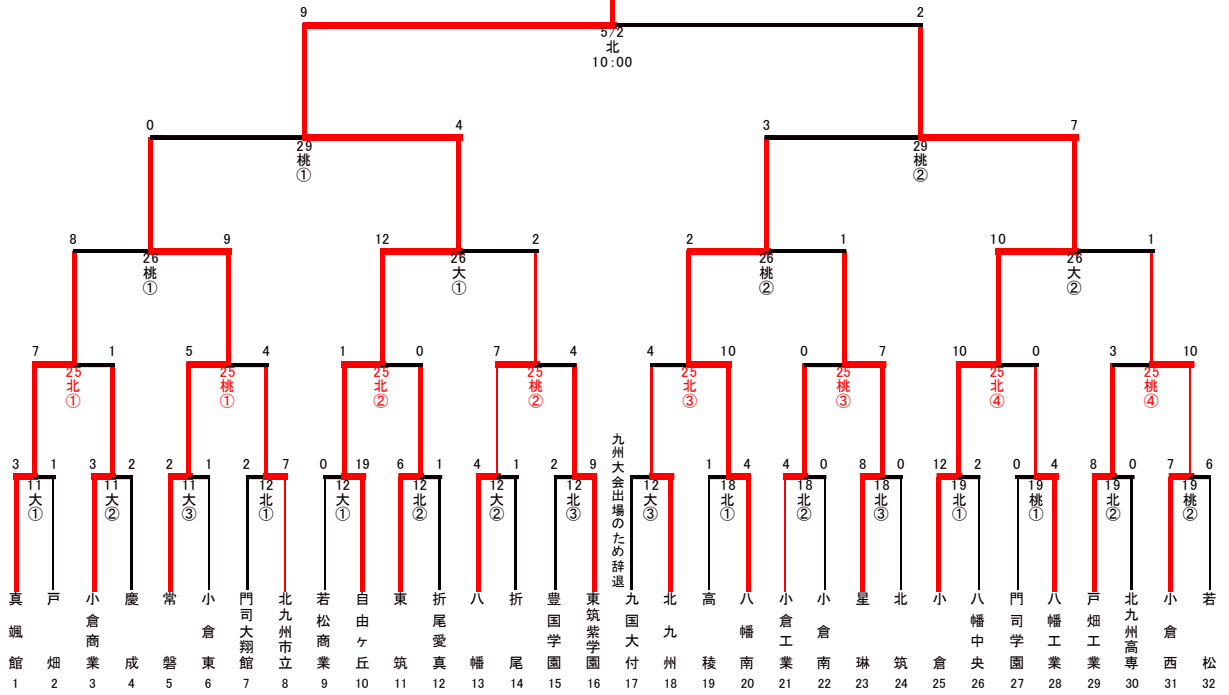 9 2
5/2
北
10:00
0 4 3 7
29 29
桃 桃
① ②
8 9 12 2 2 1 10 1
26 26 26 26
桃 大 桃 大
① ① ② ②
7 1 5 4 1 0 7 4 4 10 0 7 10 0 3 10
25 25 25 25 25 25 25 25
北 桃 北 桃 北 桃 北 桃
① ① ② ② ③ ③ ④ ④
九州大会出場のため辞退
3 1 3 2 2 1 2 7 0 19 6 1 4 1 2 9 1 4 4 0 8 0 12 2 0 4 8 0 7 6
11 11 11 12 12 12 12 12 12 18 18 18 19 19 19 19
大 大 大 北 大 北 大 北 大 北 北 北 北 桃 北 桃
① ② ③ ① ① ② ② ③ ③ ① ② ③ ① ① ② ②
真颯館 戸畑 小倉商業 慶成 常磐 小倉東 門司大翔館 北九州市立 若松商業 自由ヶ丘 東筑 折尾愛真 八幡 折尾 豊国学園 東筑紫学園 九国大付 北九州 高稜 八幡南 小倉工業 小倉南 星琳 北筑 小倉 八幡中央 門司学園 八幡工業 戸畑工業 北九州高専 小倉西 若松
1 2 3 4 5 6 7 8 9 10 11 12 13 14 15 16 17 18 19 20 21 22 23 24 25 26 27 28 29 30 31 32